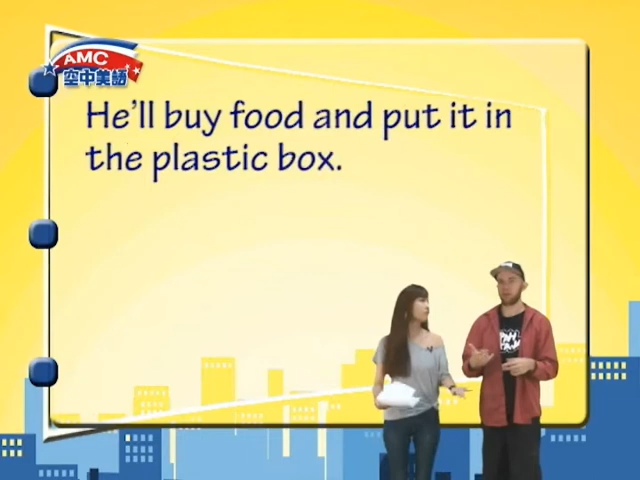 AMC
空中美語
He'll buy food and put it in
the plastic box.